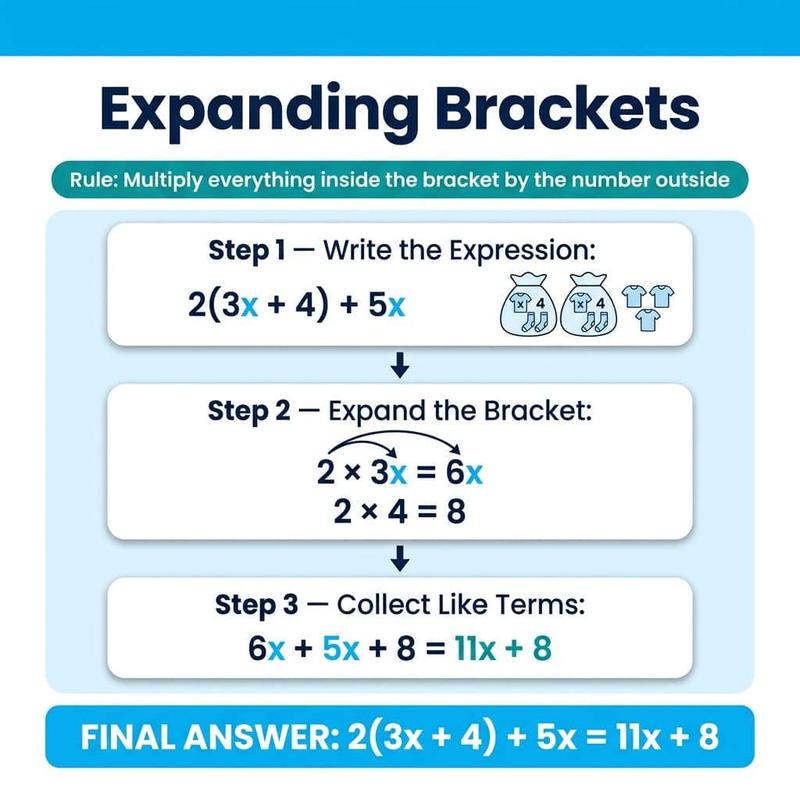 Expanding Brackets
Rule: Multiply everything inside the bracket by the number outside
Step 1 — Write the Expression:
2(3x + 4) + 5x
x 4 x 4
Step 2 — Expand the Bracket:
2 × 3x = 6x
2 × 4 = 8
Step 3 — Collect Like Terms:
6x + 5x + 8 = 11x + 8
FINAL ANSWER: 2(3x + 4) + 5x = 11x + 8